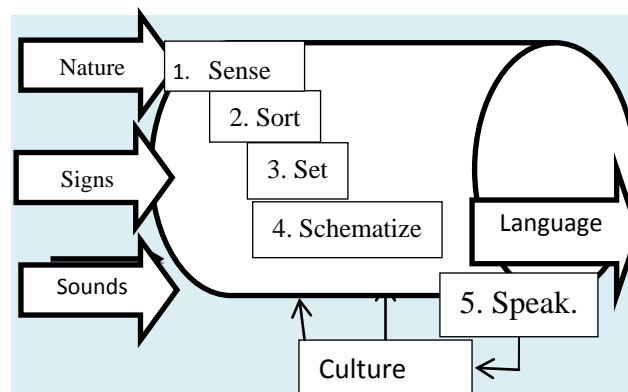 Nature
1. Sense
2. Sort
3. Set
Signs
4. Schematize
Language
Sounds
5. Speak.
Culture